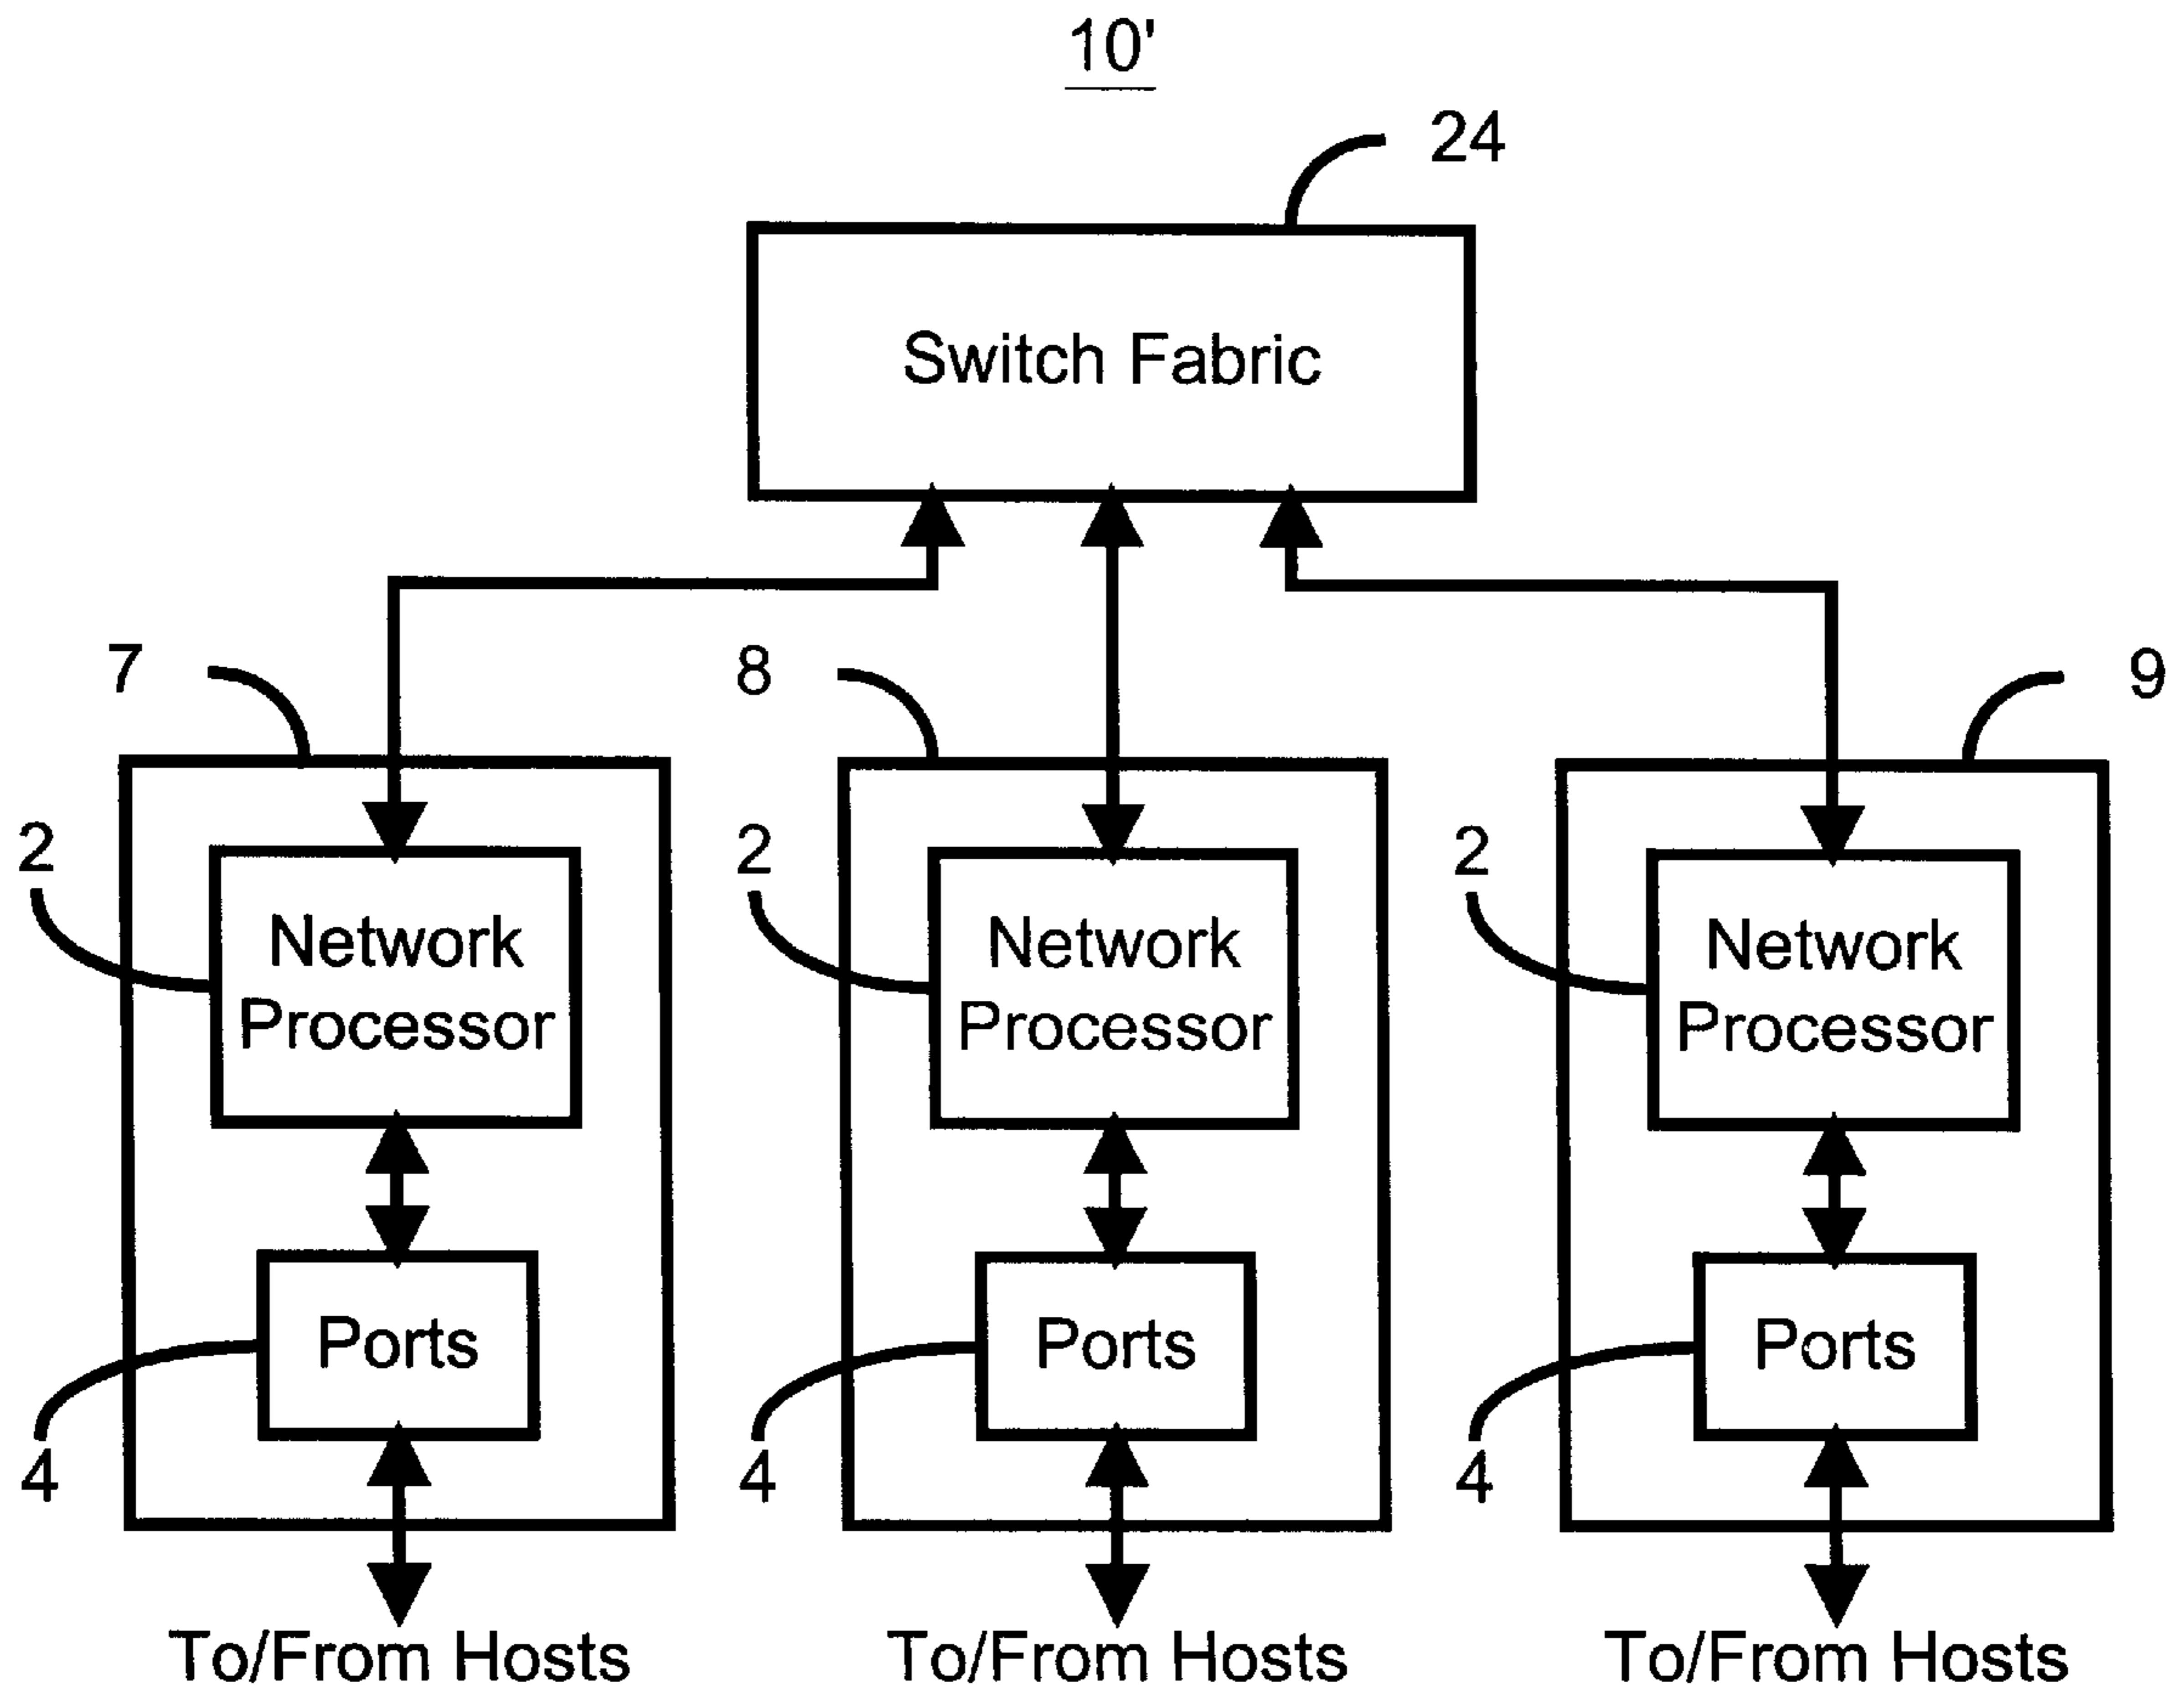 10'
24
Switch Fabric
7
8
9
2
2
2
Network
Processor
Network
Processor
Network
Processor
Ports
Ports
Ports
4
4
4
To/From Hosts
To/From Hosts
To/From Hosts